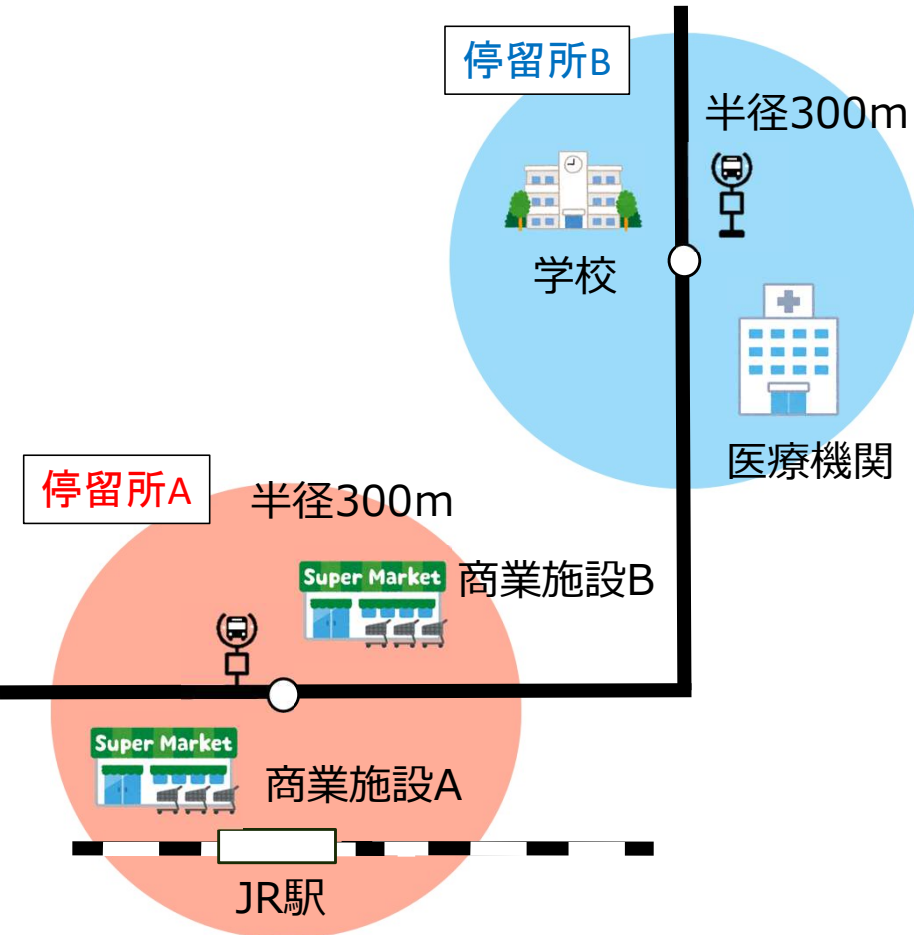 停留所B
半径300m
学校
医療機関
停留所A
半径300m
Super Market
商業施設B
Super Market
商業施設A
JR駅